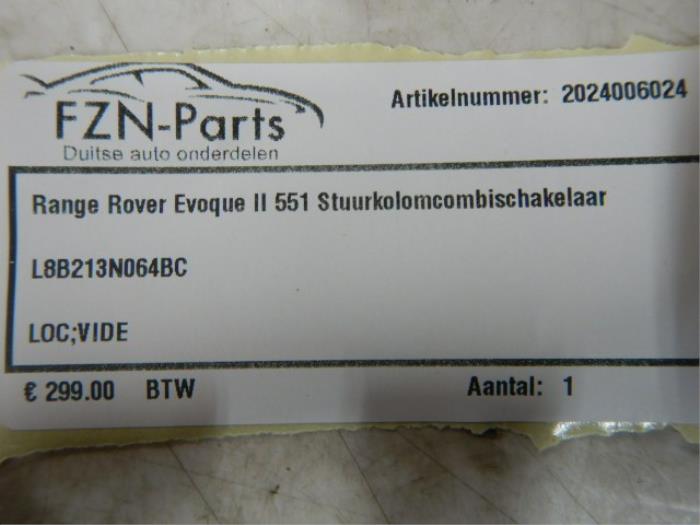 FZN-Parts
Duitse auto onderdelen
Artikelnummer: 2024006024
Range Rover Evoque II 551 Stuurkolomcombischakelaar
L8B213N064BC
LOC;VIDE
€ 299.00 BTW Aantal: 1